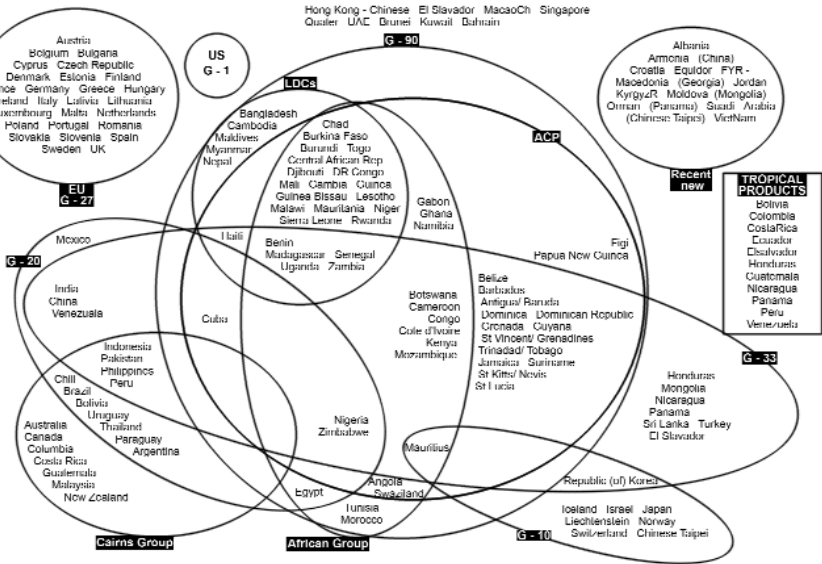 Hong Kong - Chinese El Slavador MacaoCh Singapore
Quater UAE Brunei Kuwait Bahrain
G - 90
Austria
Belgium Bulgaria
Cyprus Czech Republic
Denmark Estonia Finland
Germany Greece Hungary
Italy Lativia Lithuania
Malta Netherlands
Poland Portugal Romania
Slovakia Slovenia Spain
Sweden UK
EU
G - 27
US
G - 1
LDCs
Bangladesh
Cambodia
Maldives
Myanmar
Nepal
Chad
Burkina Faso
Burundi Togo
Central African Rep
Djibouti DR Congo
Mali Gambia Guinca
Guinea Bissau Lesotho
Malawi Mauritania Niger
Sierra Leone Rwanda
ACP
Albania
Armonia (China)
Croatia Equidor FYR -
Macedonia (Georgia) Jordan
KyrgyzR Moldova (Mongolia)
Orman (Panama) Suadi Arabia
(Chinese Taipei) VietNam
Recent
new
TROPICAL
PRODUCTS
Bolivia
Colombia
CostaRica
Ecuador
Elsalvador
Honduras
Guatemala
Nicaragua
Panama
Peru
Venezuela
Gabon
Ghana
Namibia
Mexico
Haiti
Benin
Madagascar Senegal
Uganda Zambia
Figi
Papua New Guinca
G - 20
India
China
Venezuala
Cuba
Botswana
Cameroon
Congo
Cote d'Ivoire
Kenya
Mozambique
Belize
Barbados
Antigua/ Baruda
Dominica Dominican Republic
Grenada Guyana
St Vincent/ Grenadines
Trinadad/ Tobago
Jamaica Suriname
St Kitts/ Nevis
St Lucia
G - 33
Indonesia
Pakistan
Philippincs
Peru
Chili
Brazil
Bolivia
Uruguay
Thailand
Paraguay
Argentina
Honduras
Mongolia
Nicaragua
Panama
Sri Lanka Turkey
El Slavador
Australia
Canada
Columbia
Costa Rica
Guatemala
Malaysia
New Zealand
Nigeria
Zimbabwe
Mauritius
Egypt
Angola
Swaziland
Republic (of) Korea
Tunisia
Morocco
Iceland Israel Japan
Liechtenstein Norway
Switzerland Chinese Taipei
G - 10
Cairns Group
African Group